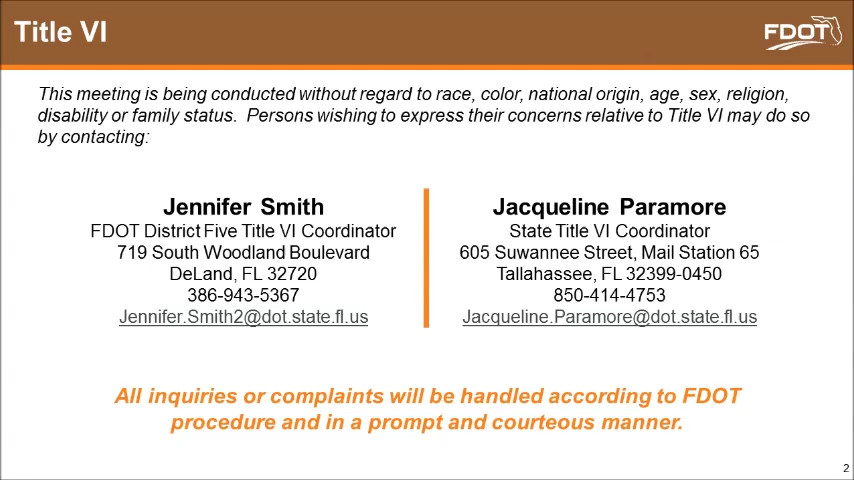 Title VI
FDOT
This meeting is being conducted without regard to race, color, national origin, age, sex, religion,
disability or family status.  Persons wishing to express their concerns relative to Title VI may do so
by contacting:
Jennifer Smith
FDOT District Five Title VI Coordinator
719 South Woodland Boulevard
DeLand, FL 32720
386-943-5367
Jennifer.Smith2@dot.state.fl.us
Jacqueline Paramore
State Title VI Coordinator
605 Suwannee Street, Mail Station 65
Tallahassee, FL 32399-0450
850-414-4753
Jacqueline.Paramore@dot.state.fl.us
All inquiries or complaints will be handled according to FDOT
procedure and in a prompt and courteous manner.
2